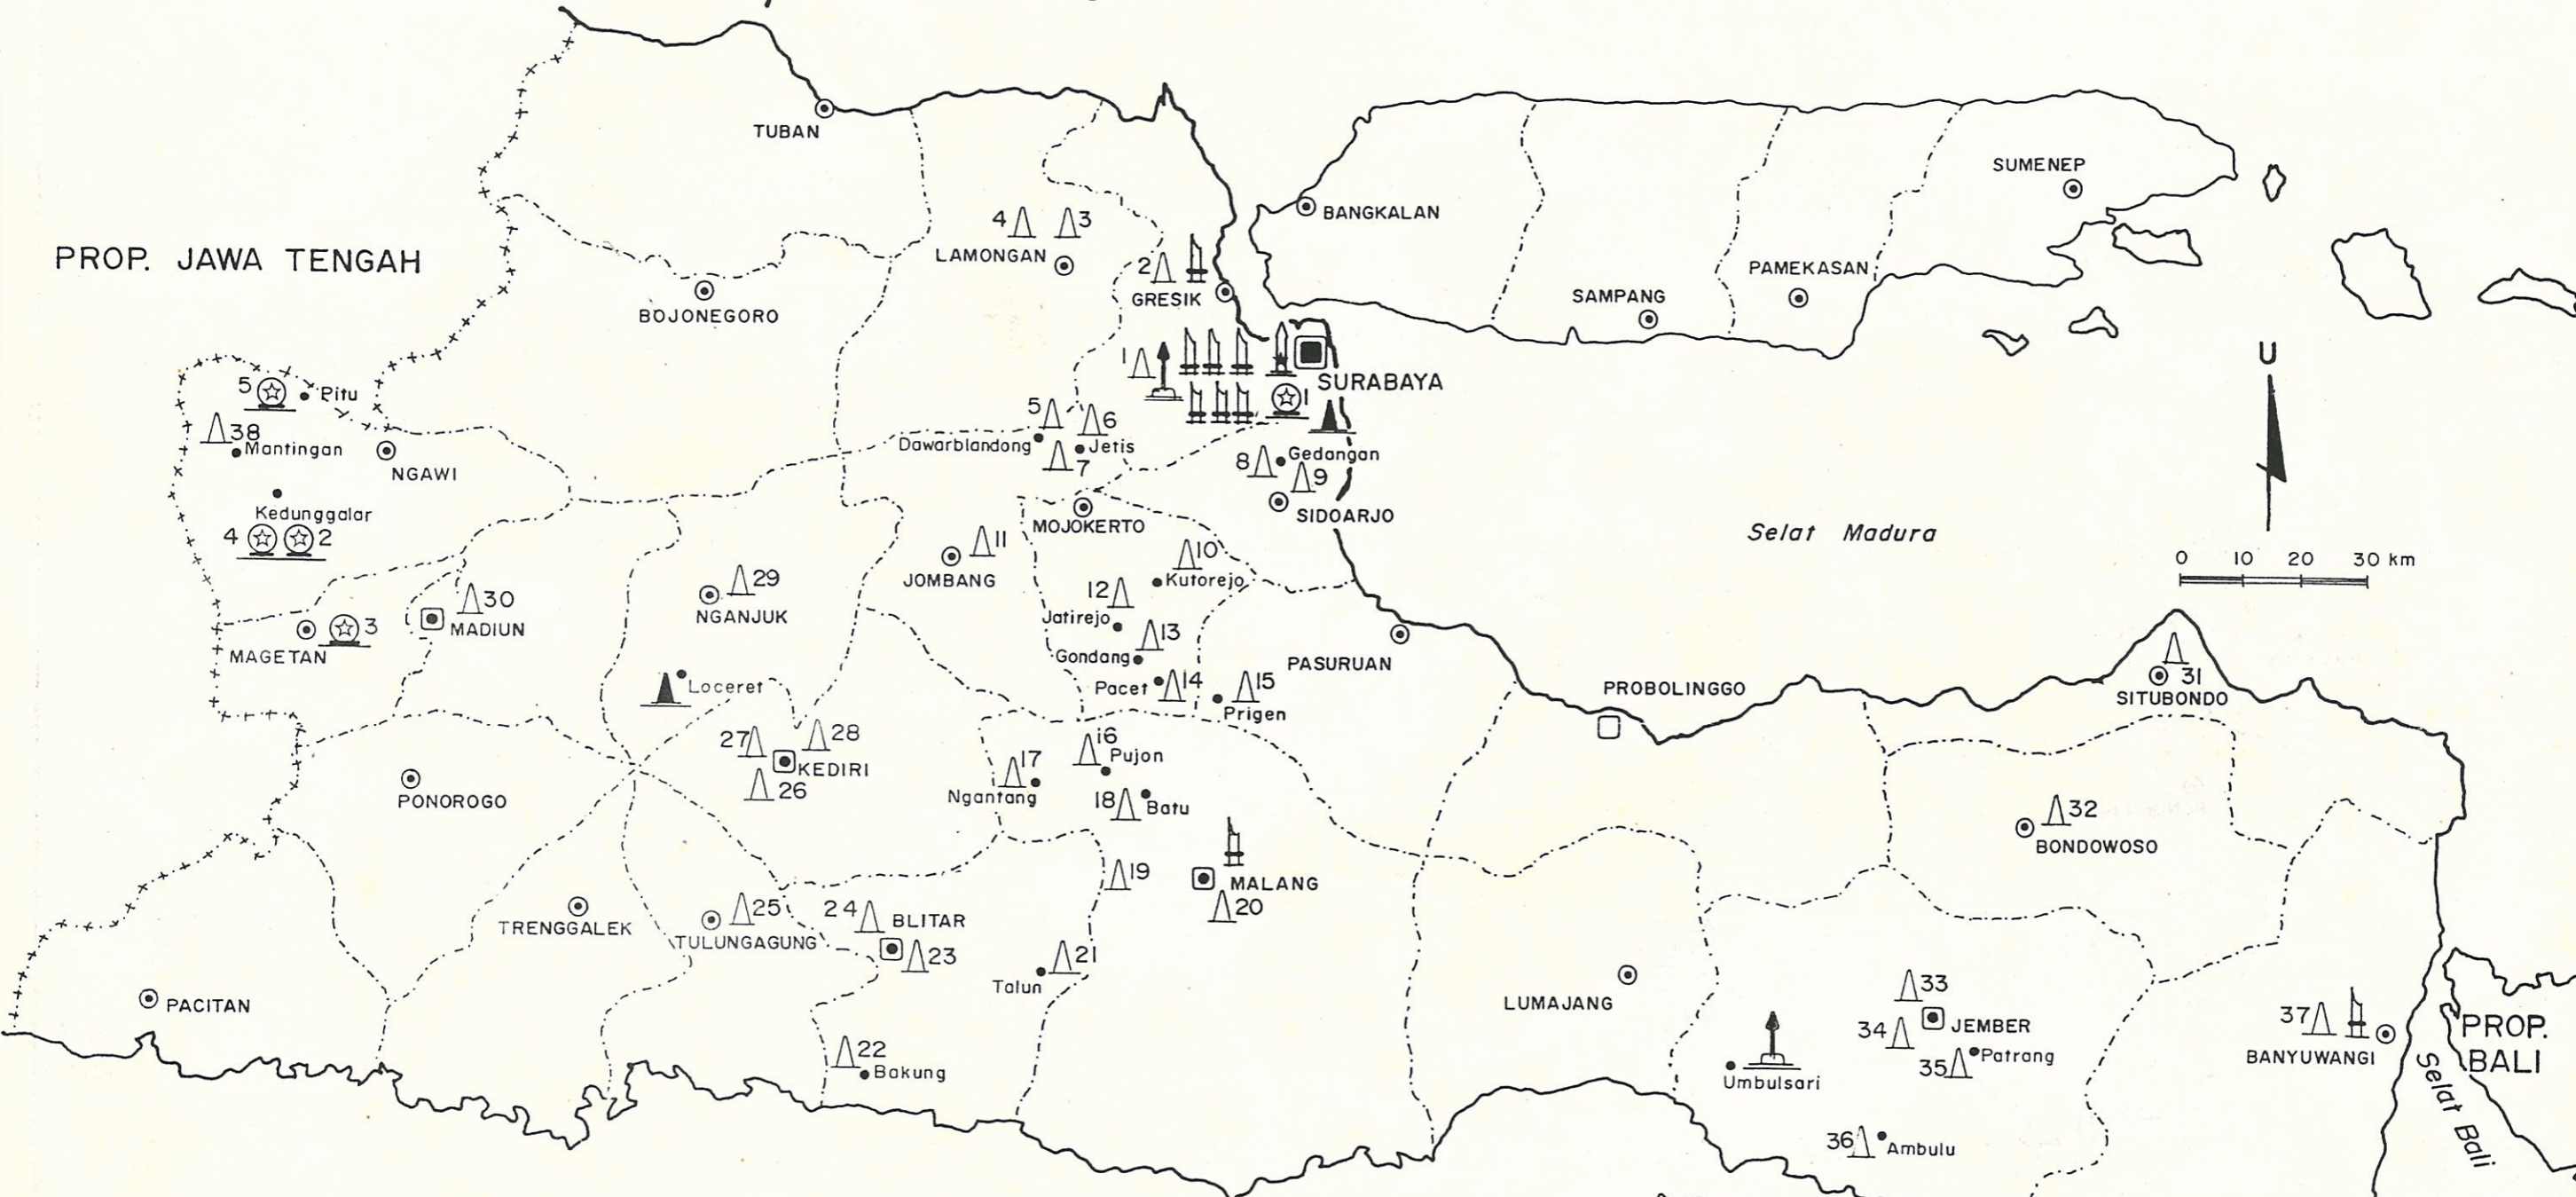 TUBAN
SUMENEP
BANGKALAN
4 3
LAMONGAN
PROP. JAWA TENGAH
2
GRESIK
PAMEKASAN
SAMPANG
BOJONEGORO
1
SURABAYA
1
U
5
Pitu
38
Mantingan
NGAWI
5 6
Dawarblandong
Jetis
7
8
Gedangan
9
SIDOARJO
Kedunggalar
4 2
MOJOKERTO
Selat Madura
11
JOMBANG
10
Kutorejo
0 10 20 30 km
29
NGANJUK
30
MADIUN
3
MAGETAN
12
Jatirejo
13
Gondang
PASURUAN
Pacet
14
15
Prigen
Loceret
PROBOLINGGO
31
SITUBONDO
27 28
KEDIRI
26
16
Pujon
17
Ngantang
18
Batu
PONOROGO
32
BONDOWOSO
19
MALANG
20
TRENGGALEK
25
TULUNGAGUNG
24
BLITAR
23
21
Talun
PACITAN
LUMAJANG
33
34
JEMBER
35
Patrang
37
BANYUWANGI
PROP.
BALI
Selat Bali
22
Bakung
Umbulsari
36
Ambulu